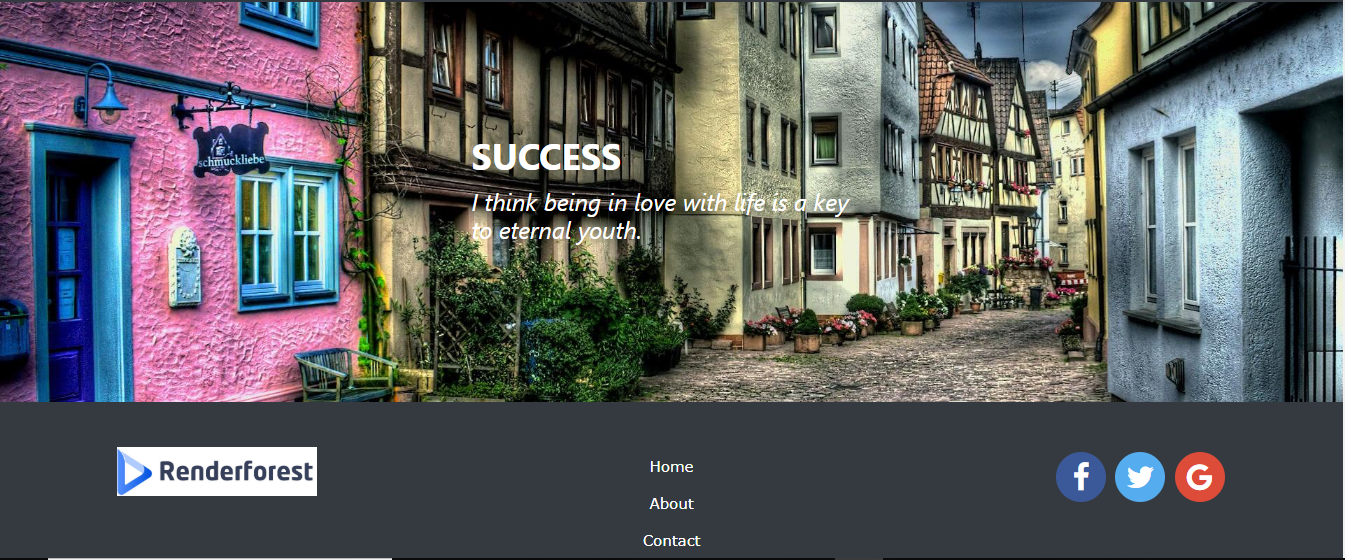 schmuckliebe
SUCCESS
I think being in love with life is a key
to eternal youth.
Renderforest
Home
About
Contact
f
G